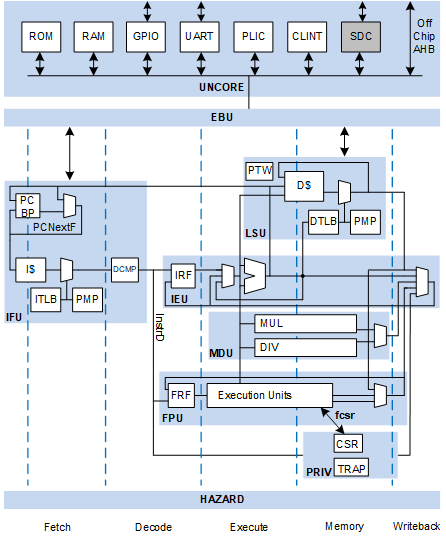 ROM RAM GPIO UART PLIC CLINT SDC Off Chip AHB
UNCORE
EBU
PTW
D$
PC BP
PCNextF
DTLB PMP
LSU
I$ DCMP IRF
ITLB PMP
IFU IEU
InstrD
MUL
MDU DIV
FRF Execution Units
FPU fcsr
CSR
PRIV TRAP
HAZARD
Fetch Decode Execute Memory Writeback